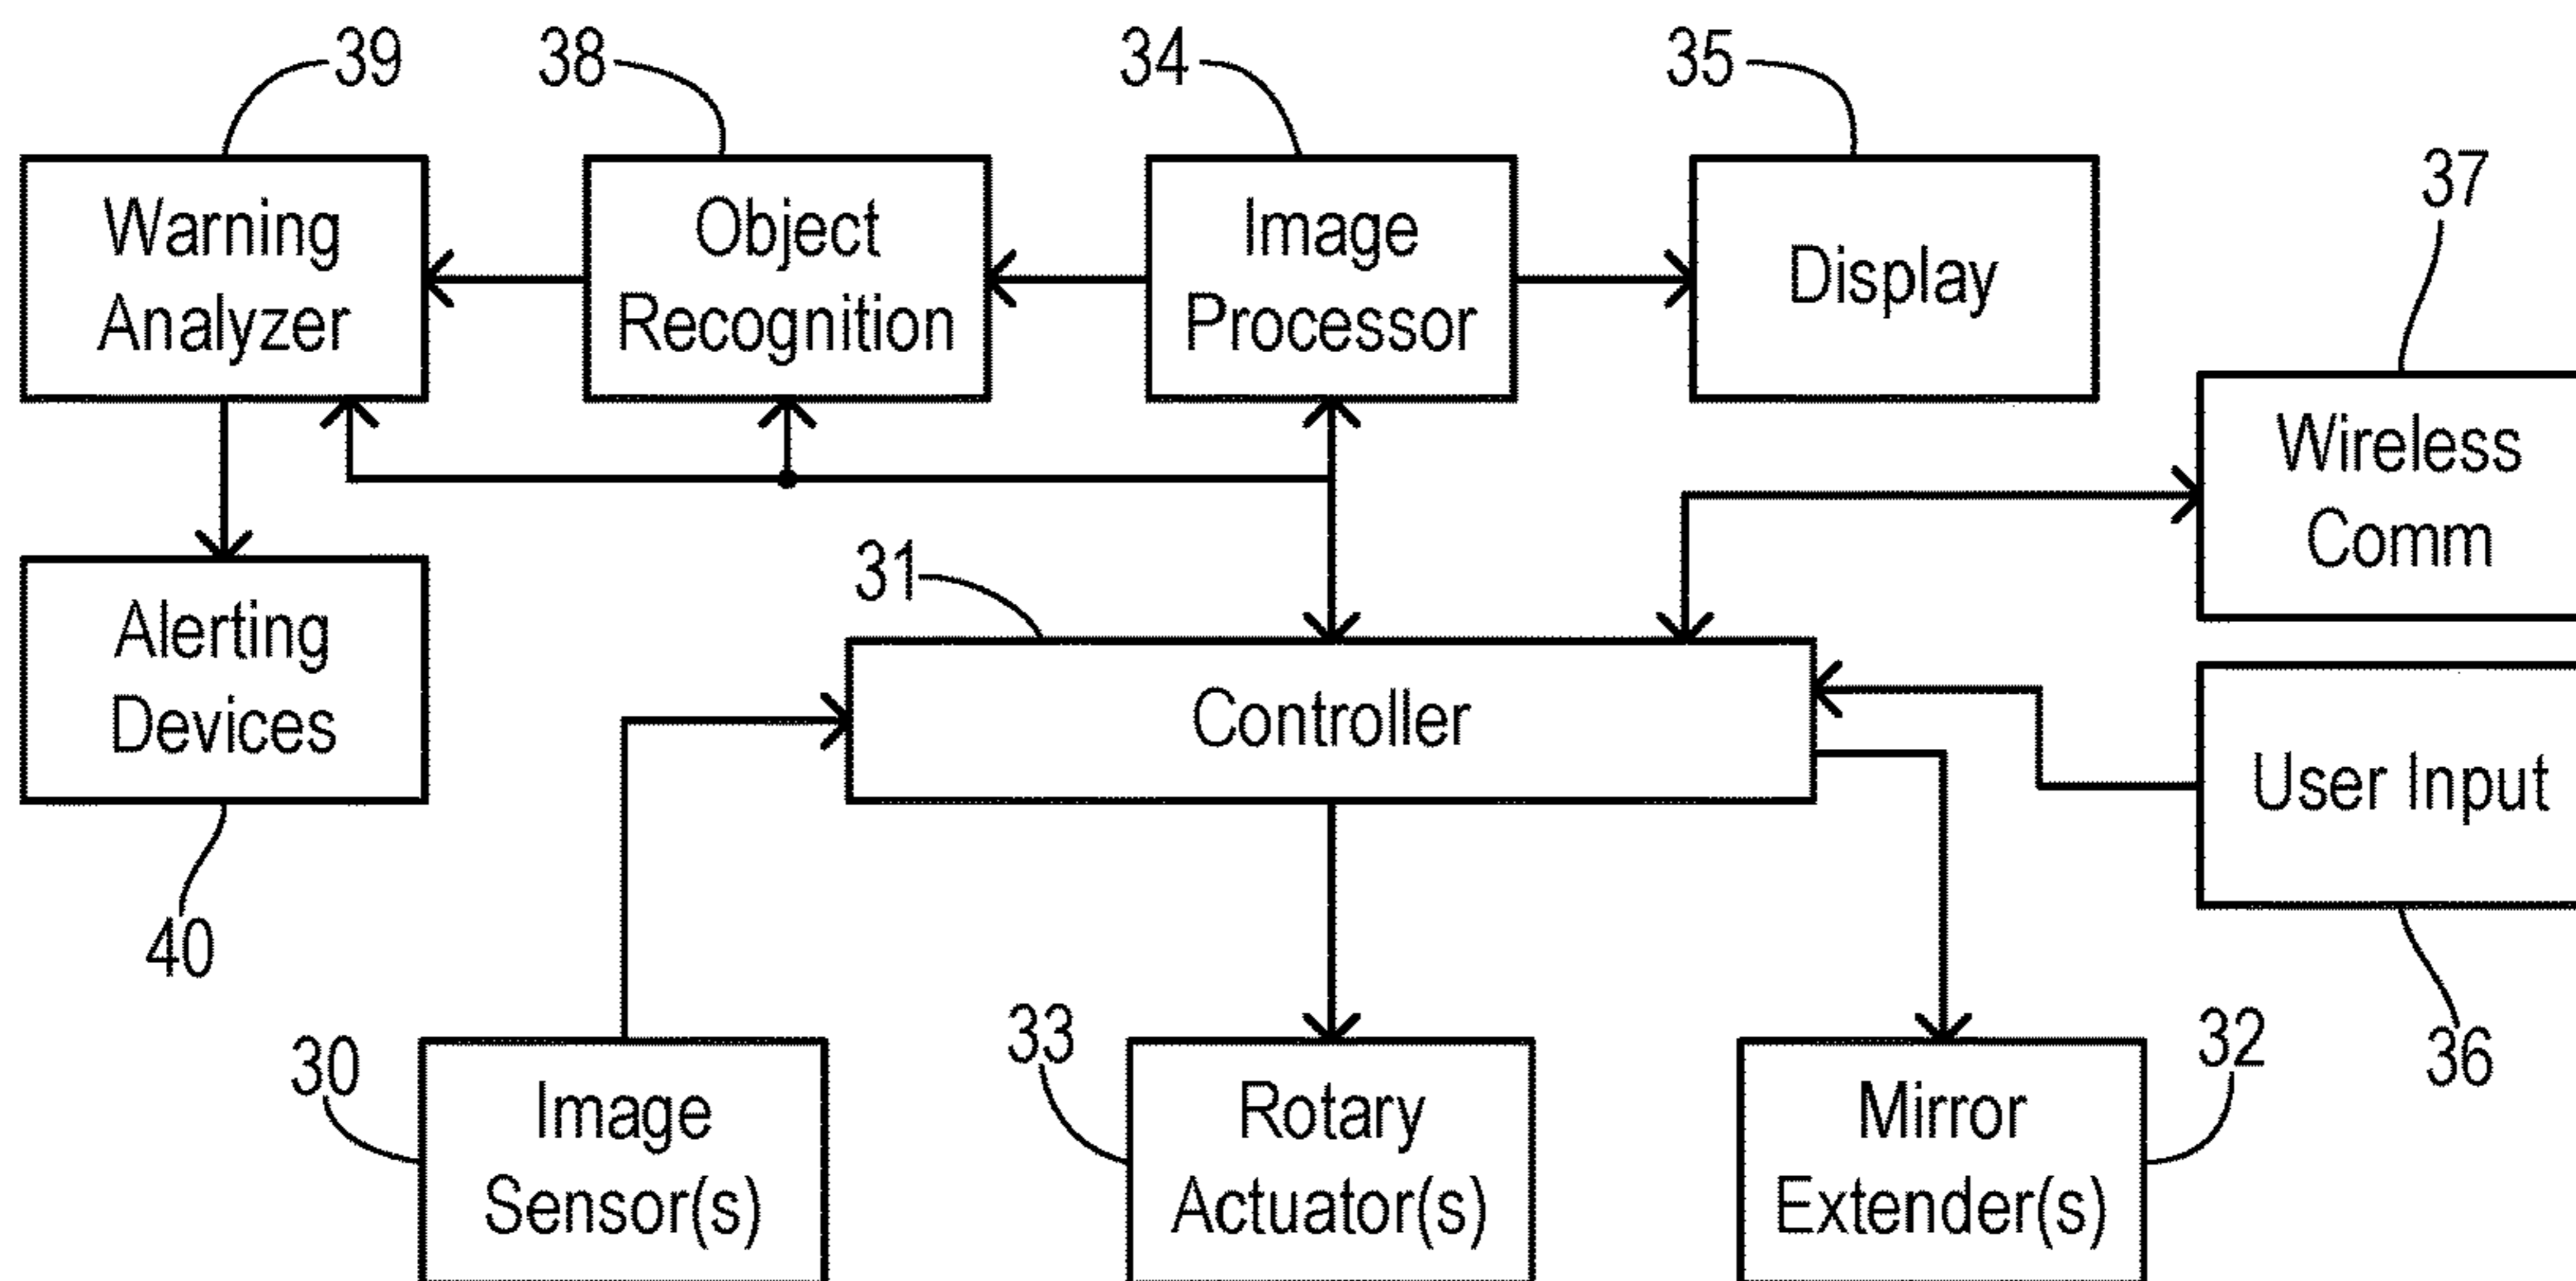 39
38
34
35
37
Warning
Analyzer
Object
Recognition
Image
Processor
Display
Wireless
Comm
31
Alerting
Devices
Controller
User Input
40
30
33
32
36
Image
Sensor(s)
Rotary
Actuator(s)
Mirror
Extender(s)